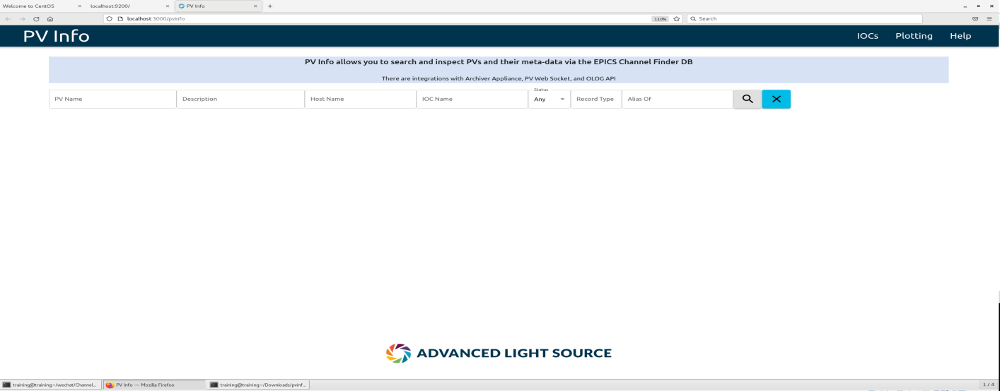 Welcome to CentOS × localhost:9200/ × PV Info × +
localhost:3000/pvinfo 110% Search
PV Info IOCs Plotting Help
PV Info allows you to search and inspect PVs and their meta-data via the EPICS Channel Finder DB
There are integrations with Archiver Appliance, PV Web Socket, and OLOG API
Status
PV Name Description Host Name IOC Name Any Record Type Alias Of
ADVANCED LIGHT SOURCE
training@training:~/wechat/Channel... PV Info — Mozilla Firefox training@training:~/Downloads/pvinf... 1 / 4